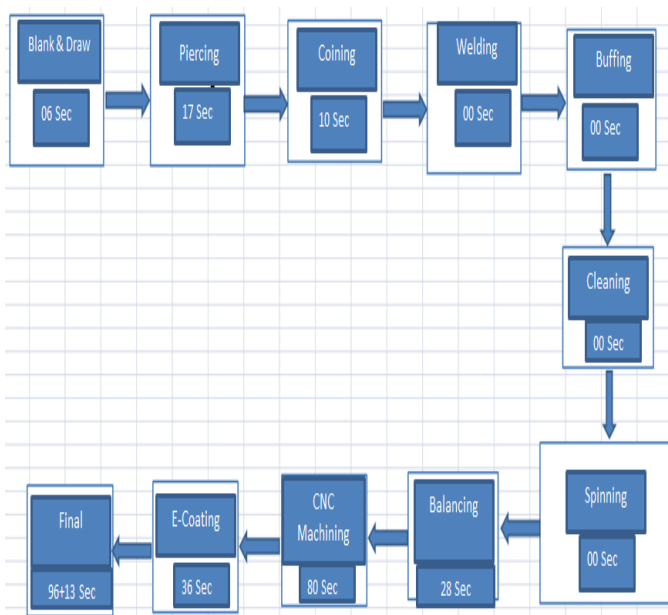 Blank & Draw
06 Sec
Piercing
17 Sec
Coining
10 Sec
Welding
00 Sec
Buffing
00 Sec
Cleaning
00 Sec
Spinning
00 Sec
Balancing
28 Sec
CNC
Machining
80 Sec
E-Coating
36 Sec
Final
96+13 Sec